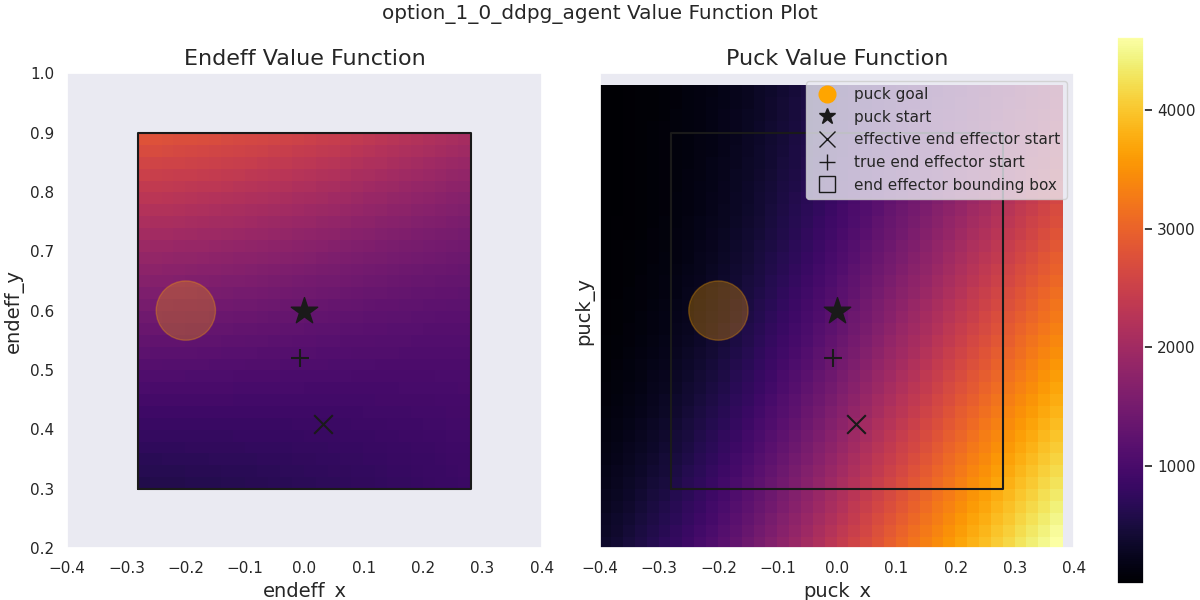 option_1_0_ddpg_agent Value Function Plot
Endeff Value Function
1.0
0.9
0.8
0.7
0.6
0.5
0.4
0.3
0.2
endeff_y
−0.4 −0.3 −0.2 −0.1 0.0 0.1 0.2 0.3 0.4
endeff_x
Puck Value Function
puck goal
puck start
effective end effector start
true end effector start
end effector bounding box
puck_y
−0.4 −0.3 −0.2 −0.1 0.0 0.1 0.2 0.3 0.4
puck_x
4000
3000
2000
1000